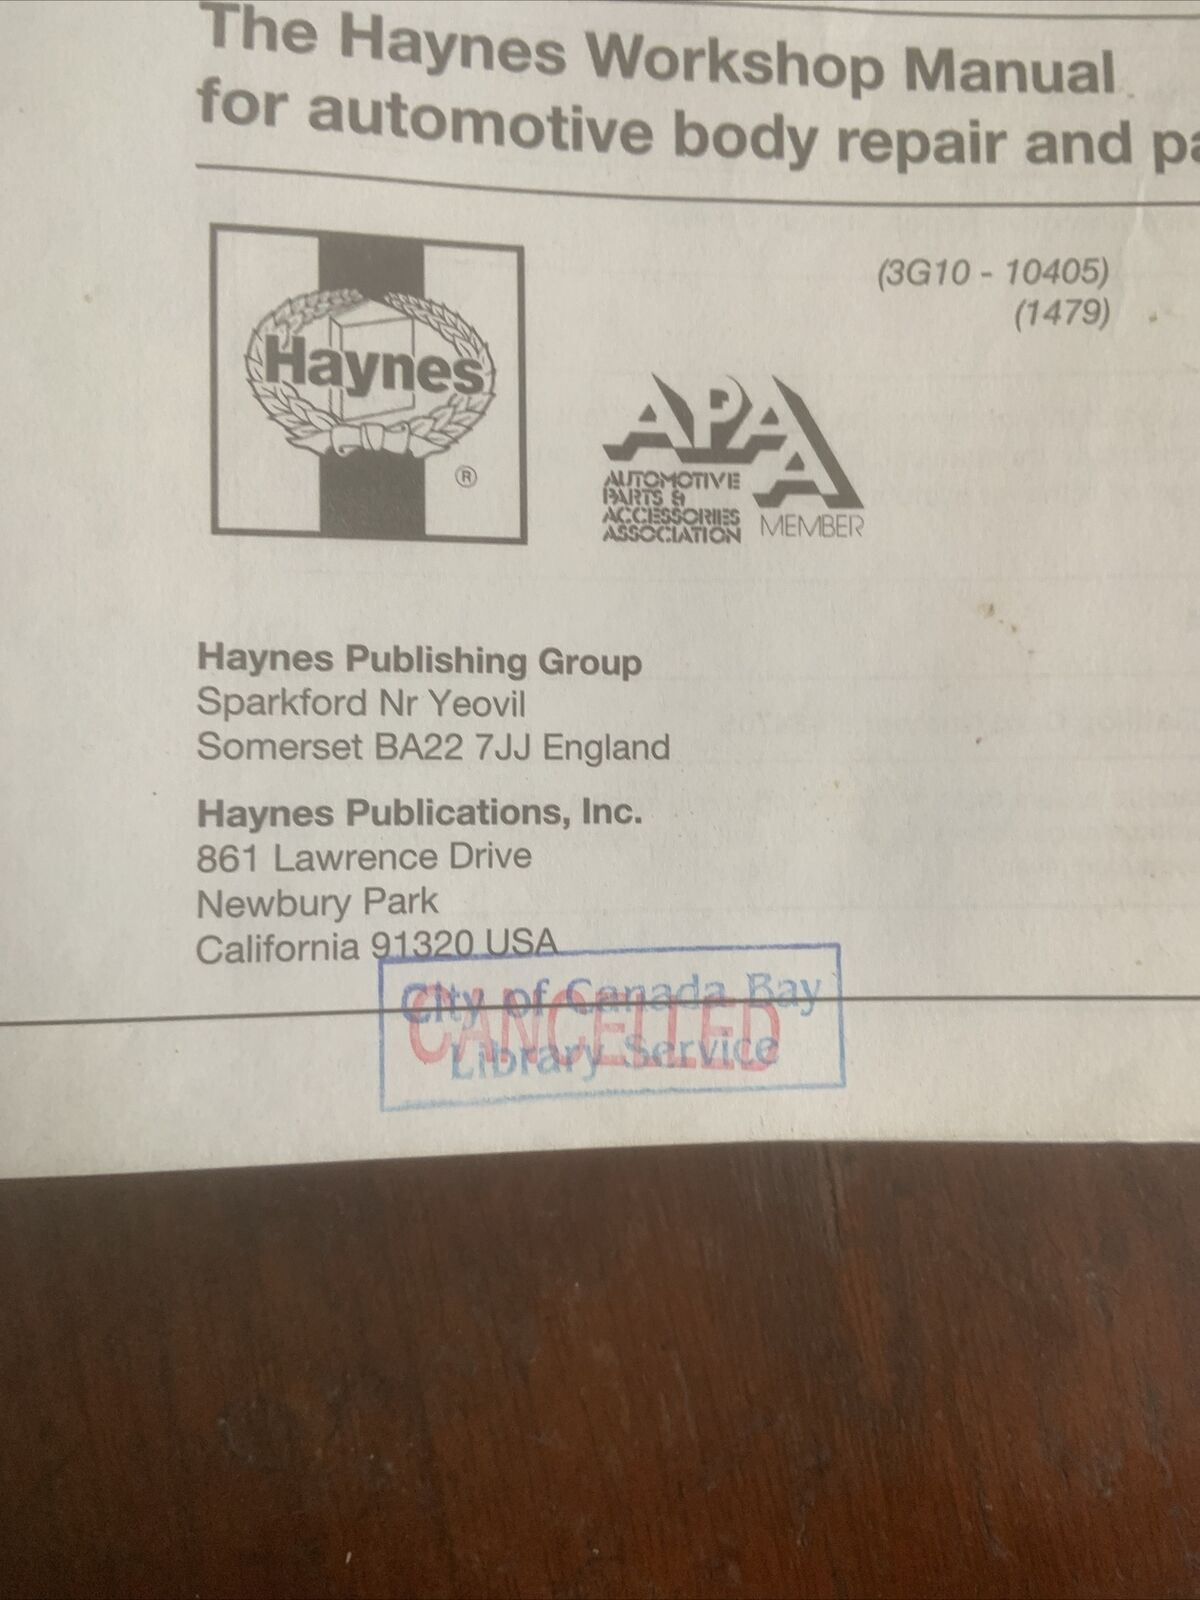 The Haynes Workshop Manual
for automotive body repair and
(3G10 - 10405)
(1479)
Haynes
®
APAA
AUTOMOTIVE
PARTS &
ACCESSORIES
ASSOCIATION
MEMBER
Haynes Publishing Group
Sparkford Nr Yeovil
Somerset BA22 7JJ England
Haynes Publications, Inc.
861 Lawrence Drive
Newbury Park
California 91320 USA
City of Canada Bay
CANCELLED
Library Service